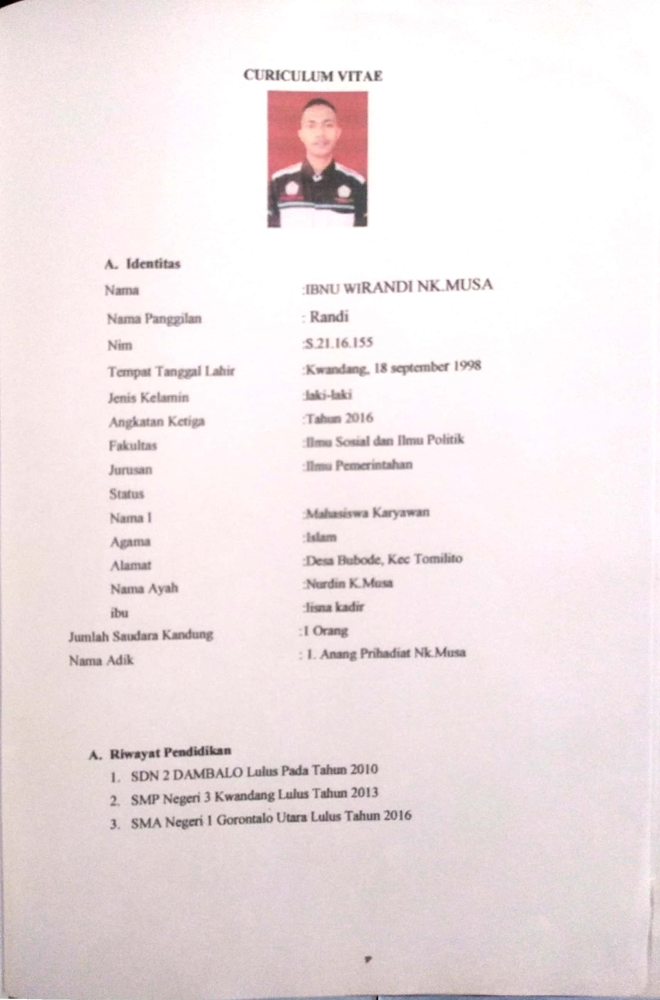 CURICULUM VITAE
A. Identitas
Nama :IBNU WIRANDI NK.MUSA
Nama Panggilan : Randi
Nim :S.21.16.155
Tempat Tanggal Lahir :Kwandang, 18 september 1998
Jenis Kelamin :laki-laki
Angkatan Ketiga :Tahun 2016
Fakultas :Ilmu Sosial dan Ilmu Politik
Jurusan :Ilmu Pemerintahan
Status
Nama I :Mahasiswa Karyawan
Agama :Islam
Alamat :Desa Bubode, Kec Tomilito
Nama Ayah :Nurdin K.Musa
ibu :lisna kadir
Jumlah Saudara Kandung :1 Orang
Nama Adik : 1. Anang Prihadiat Nk.Musa
A. Riwayat Pendidikan
1. SDN 2 DAMBALO Lulus Pada Tahun 2010
2. SMP Negeri 3 Kwandang Lulus Tahun 2013
3. SMA Negeri 1 Gorontalo Utara Lulus Tahun 2016